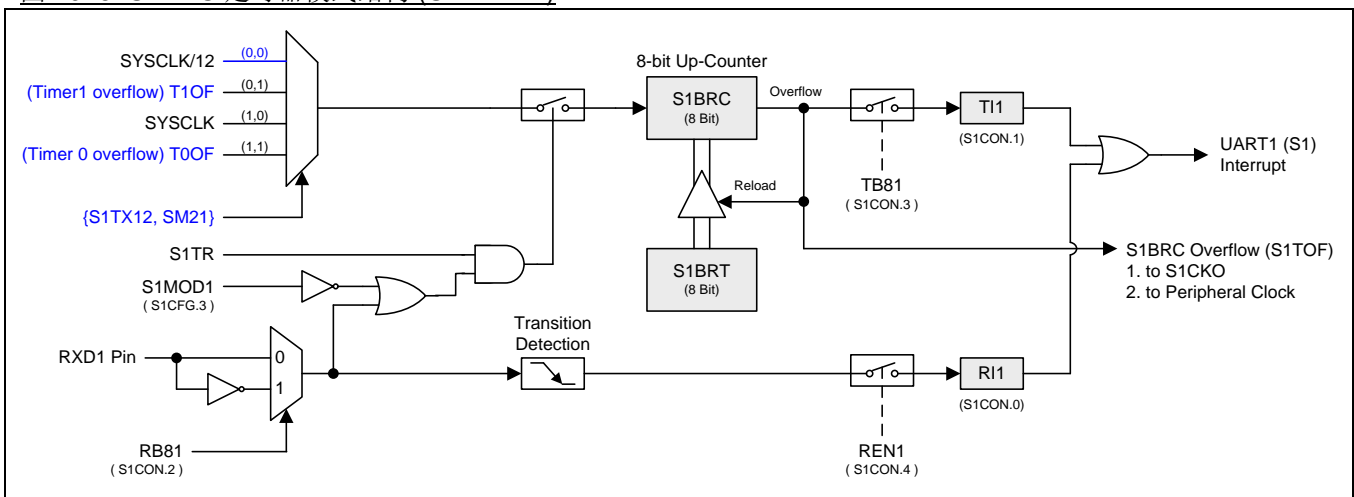 SYSCLK/12
(0,0)
(Timer1 overflow) T1OF
(0,1)
SYSCLK
(1,0)
(Timer 0 overflow) T0OF
(1,1)
{S1TX12, SM21}
S1TR
S1MOD1
( S1CFG.3 )
RXD1 Pin
0
1
RB81
( S1CON.2 )
8-bit Up-Counter
S1BRC
(8 Bit)
Overflow
Reload
S1BRT
(8 Bit)
TB81
( S1CON.3 )
TI1
(S1CON.1)
UART1 (S1)
Interrupt
S1BRC Overflow (S1TOF)
1. to S1CKO
2. to Peripheral Clock
Transition
Detection
REN1
( S1CON.4 )
RI1
(S1CON.0)